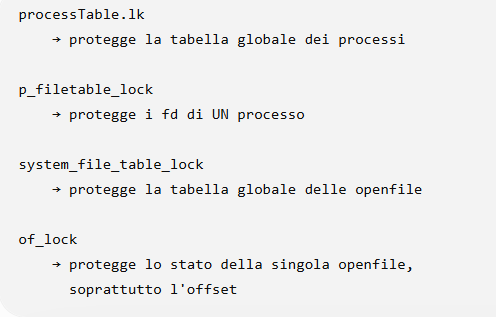 processTable.lk
→ protegge la tabella globale dei processi
p_filetable_lock
→ protegge i fd di UN processo
system_file_table_lock
→ protegge la tabella globale delle openfile
of_lock
→ protegge lo stato della singola openfile,
soprattutto l'offset